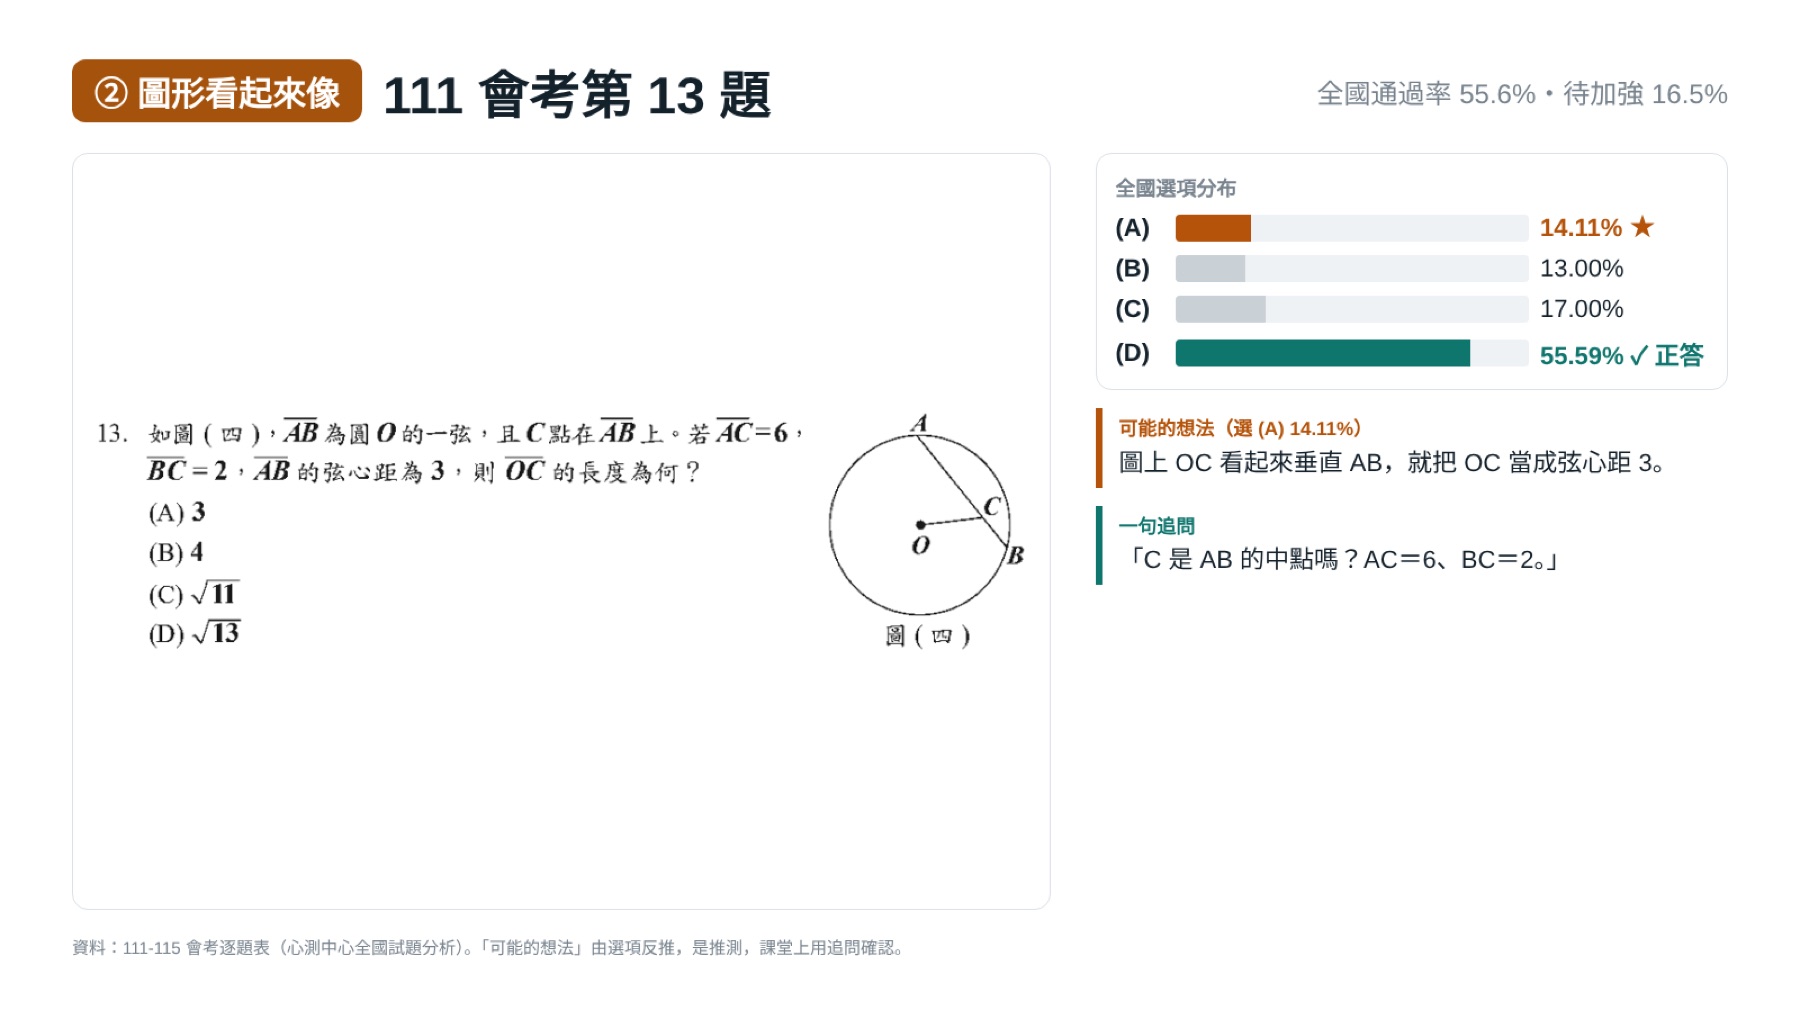 ② 圖形看起來像
111 會考第 13 題
全國通過率 55.6%・待加強 16.5%
13. 如圖(四),AB 為圓 O 的一弦,且 C 點在 AB 上。若 AC=6,
BC=2,AB 的弦心距為 3,則 OC 的長度為何?
(A) 3
(B) 4
(C) √11
(D) √13
A
C
O
B
圖(四)
全國選項分布
(A) 14.11% ★
(B) 13.00%
(C) 17.00%
(D) 55.59% ✓ 正答
可能的想法(選 (A) 14.11%)
圖上 OC 看起來垂直 AB,就把 OC 當成弦心距 3。
一句追問
「C 是 AB 的中點嗎?AC=6、BC=2。」
資料:111-115 會考逐題表(心測中心全國試題分析)。「可能的想法」由選項反推,是推測,課堂上用追問確認。